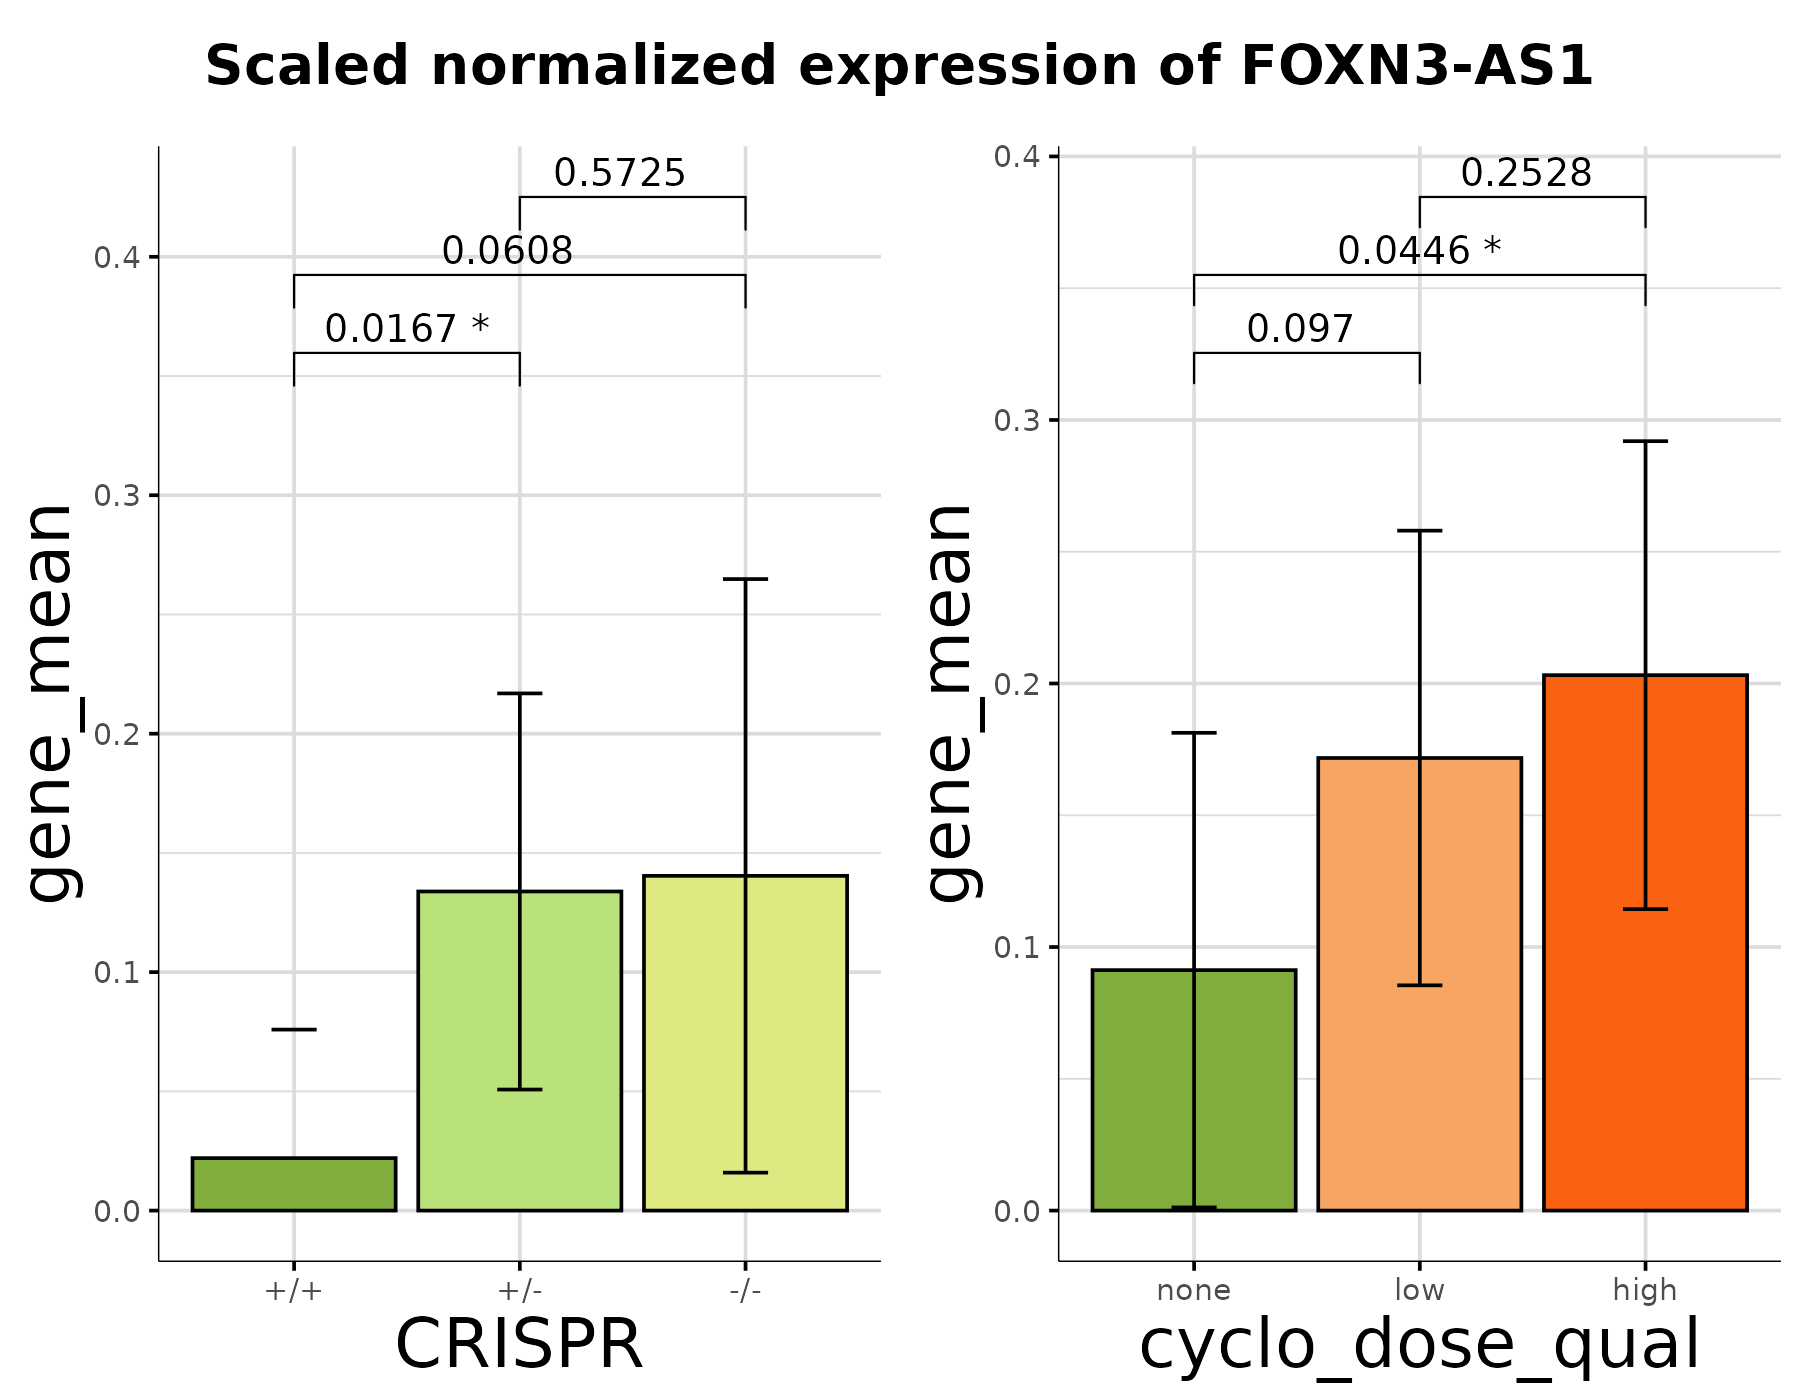 Scaled normalized expression of FOXN3-AS1
0.5725
0.0608
0.0167 *
0.4
0.3
0.2
0.1
0.0
gene_mean
+/+ +/- -/-
CRISPR
0.2528
0.0446 *
0.097
0.4
0.3
0.2
0.1
0.0
gene_mean
none low high
cyclo_dose_qual